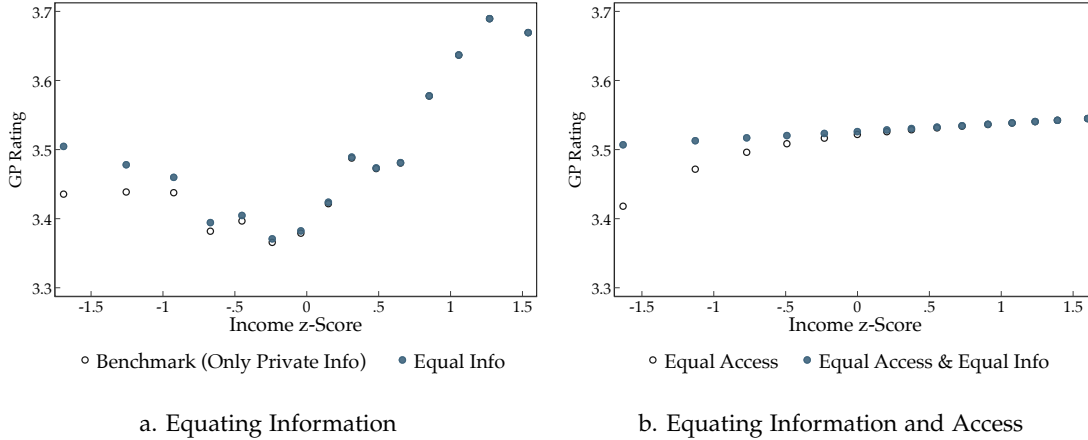 3.7
3.6
3.5
3.4
3.3
GP Rating
-1.5 -1 -.5 0 .5 1 1.5
Income z-Score
Benchmark (Only Private Info) Equal Info
a. Equating Information
3.7
3.6
3.5
3.4
3.3
GP Rating
-1.5 -1 -.5 0 .5 1 1.5
Income z-Score
Equal Access Equal Access & Equal Info
b. Equating Information and Access